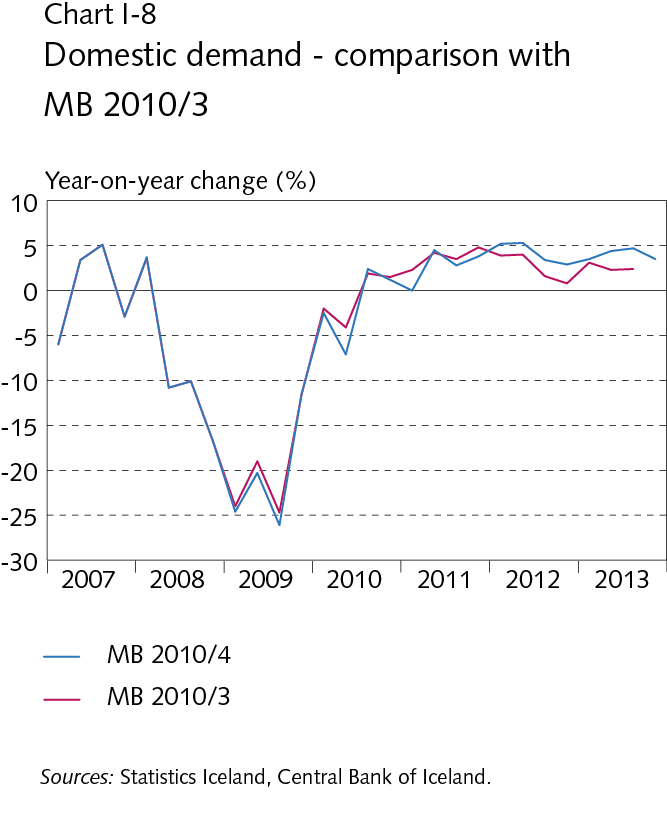 Chart I-8
Domestic demand - comparison with
MB 2010/3
Year-on-year change (%)
10
5
0
-5
-10
-15
-20
-25
-30
2007 2008 2009 2010 2011 2012 2013
MB 2010/4
MB 2010/3
Sources: Statistics Iceland, Central Bank of Iceland.